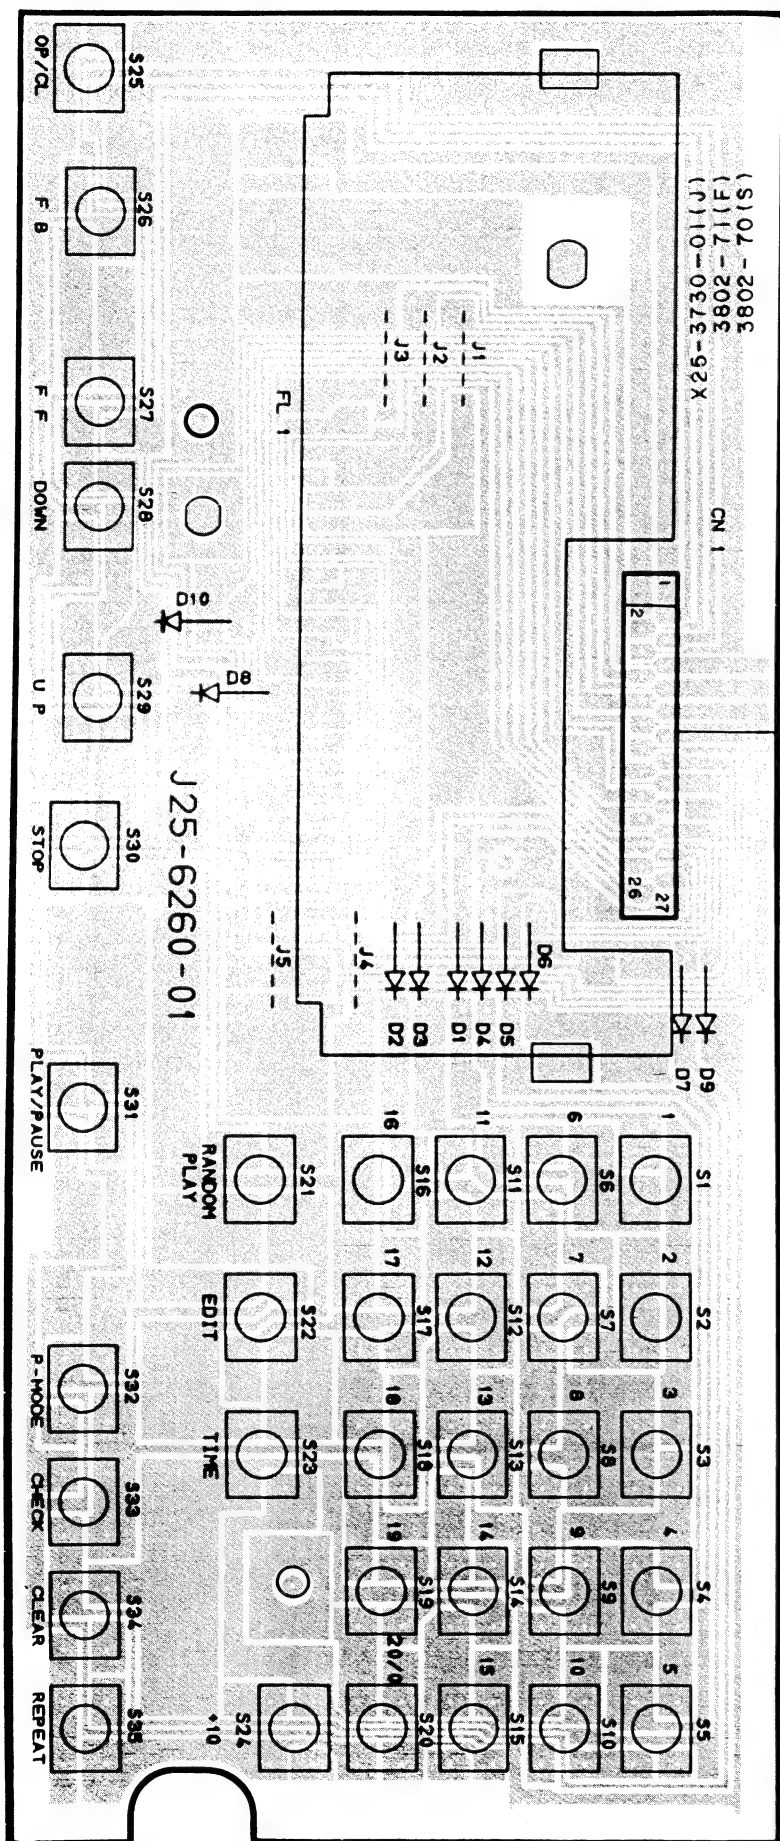 X25-3730-01(J)
3802-71(F)
3802-70(S)
CN 1
1
2
26
27
J1
J2
J3
FL 1
J4
J5
D6
D2
D3
D1
D4
D5
D7
D9
D10
D8
J25-6260-01
S25
OP/CL
S26
F B
S27
F F
S28
DOWN
S29
U P
S30
STOP
S31
PLAY/PAUSE
S32
P-MODE
S33
CHECK
S34
CLEAR
S35
REPEAT
1
S1
2
S2
3
S3
4
S4
5
S5
6
S6
7
S7
8
S8
9
S9
10
S10
11
S11
12
S12
13
S13
14
S14
15
S15
16
S16
17
S17
18
S18
19
S19
20/0
S20
S21
RANDOM
PLAY
S22
EDIT
S23
TIME
S24
+10